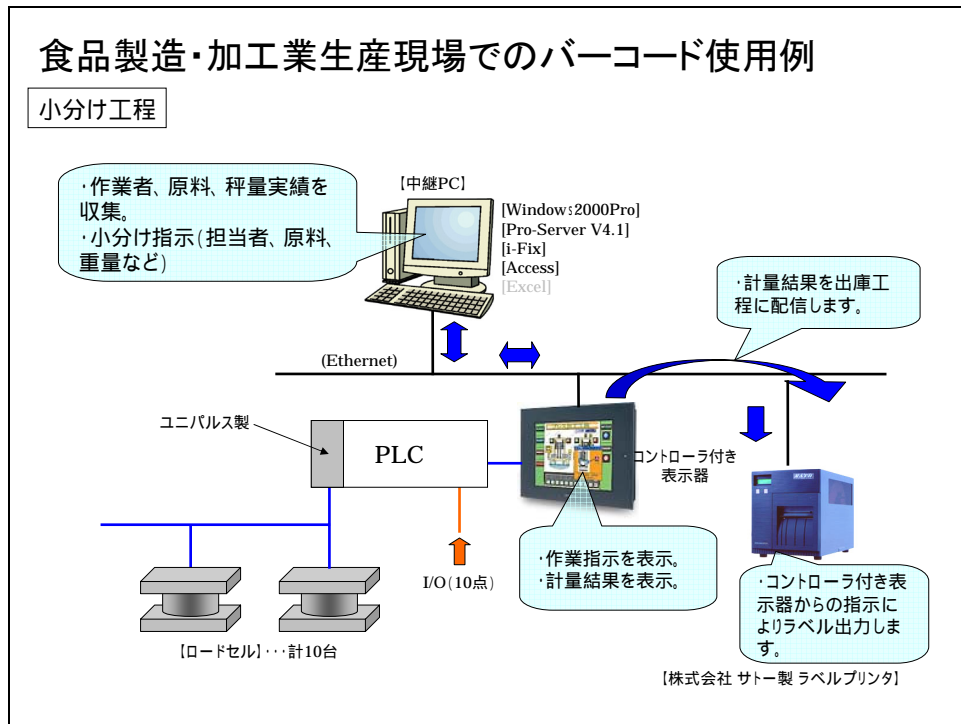 食品製造・加工業生産現場でのバーコード使用例
小分け工程
・作業者、原料、秤量実績を
収集。
・小分け指示(担当者、原料、
重量など)
【中継PC】
[Windows2000Pro]
[Pro-Server V4.1]
[i-Fix]
[Access]
[Excel]
・計量結果を出庫工
程に配信します。
(Ethernet)
ユニパルス製
PLC
コントローラ付き
表示器
SATO
・作業指示を表示。
・計量結果を表示。
I/O(10点)
・コントローラ付き表
示器からの指示に
よりラベル出力しま
す。
【ロードセル】・・・計10台
【株式会社 サトー製 ラベルプリンタ】